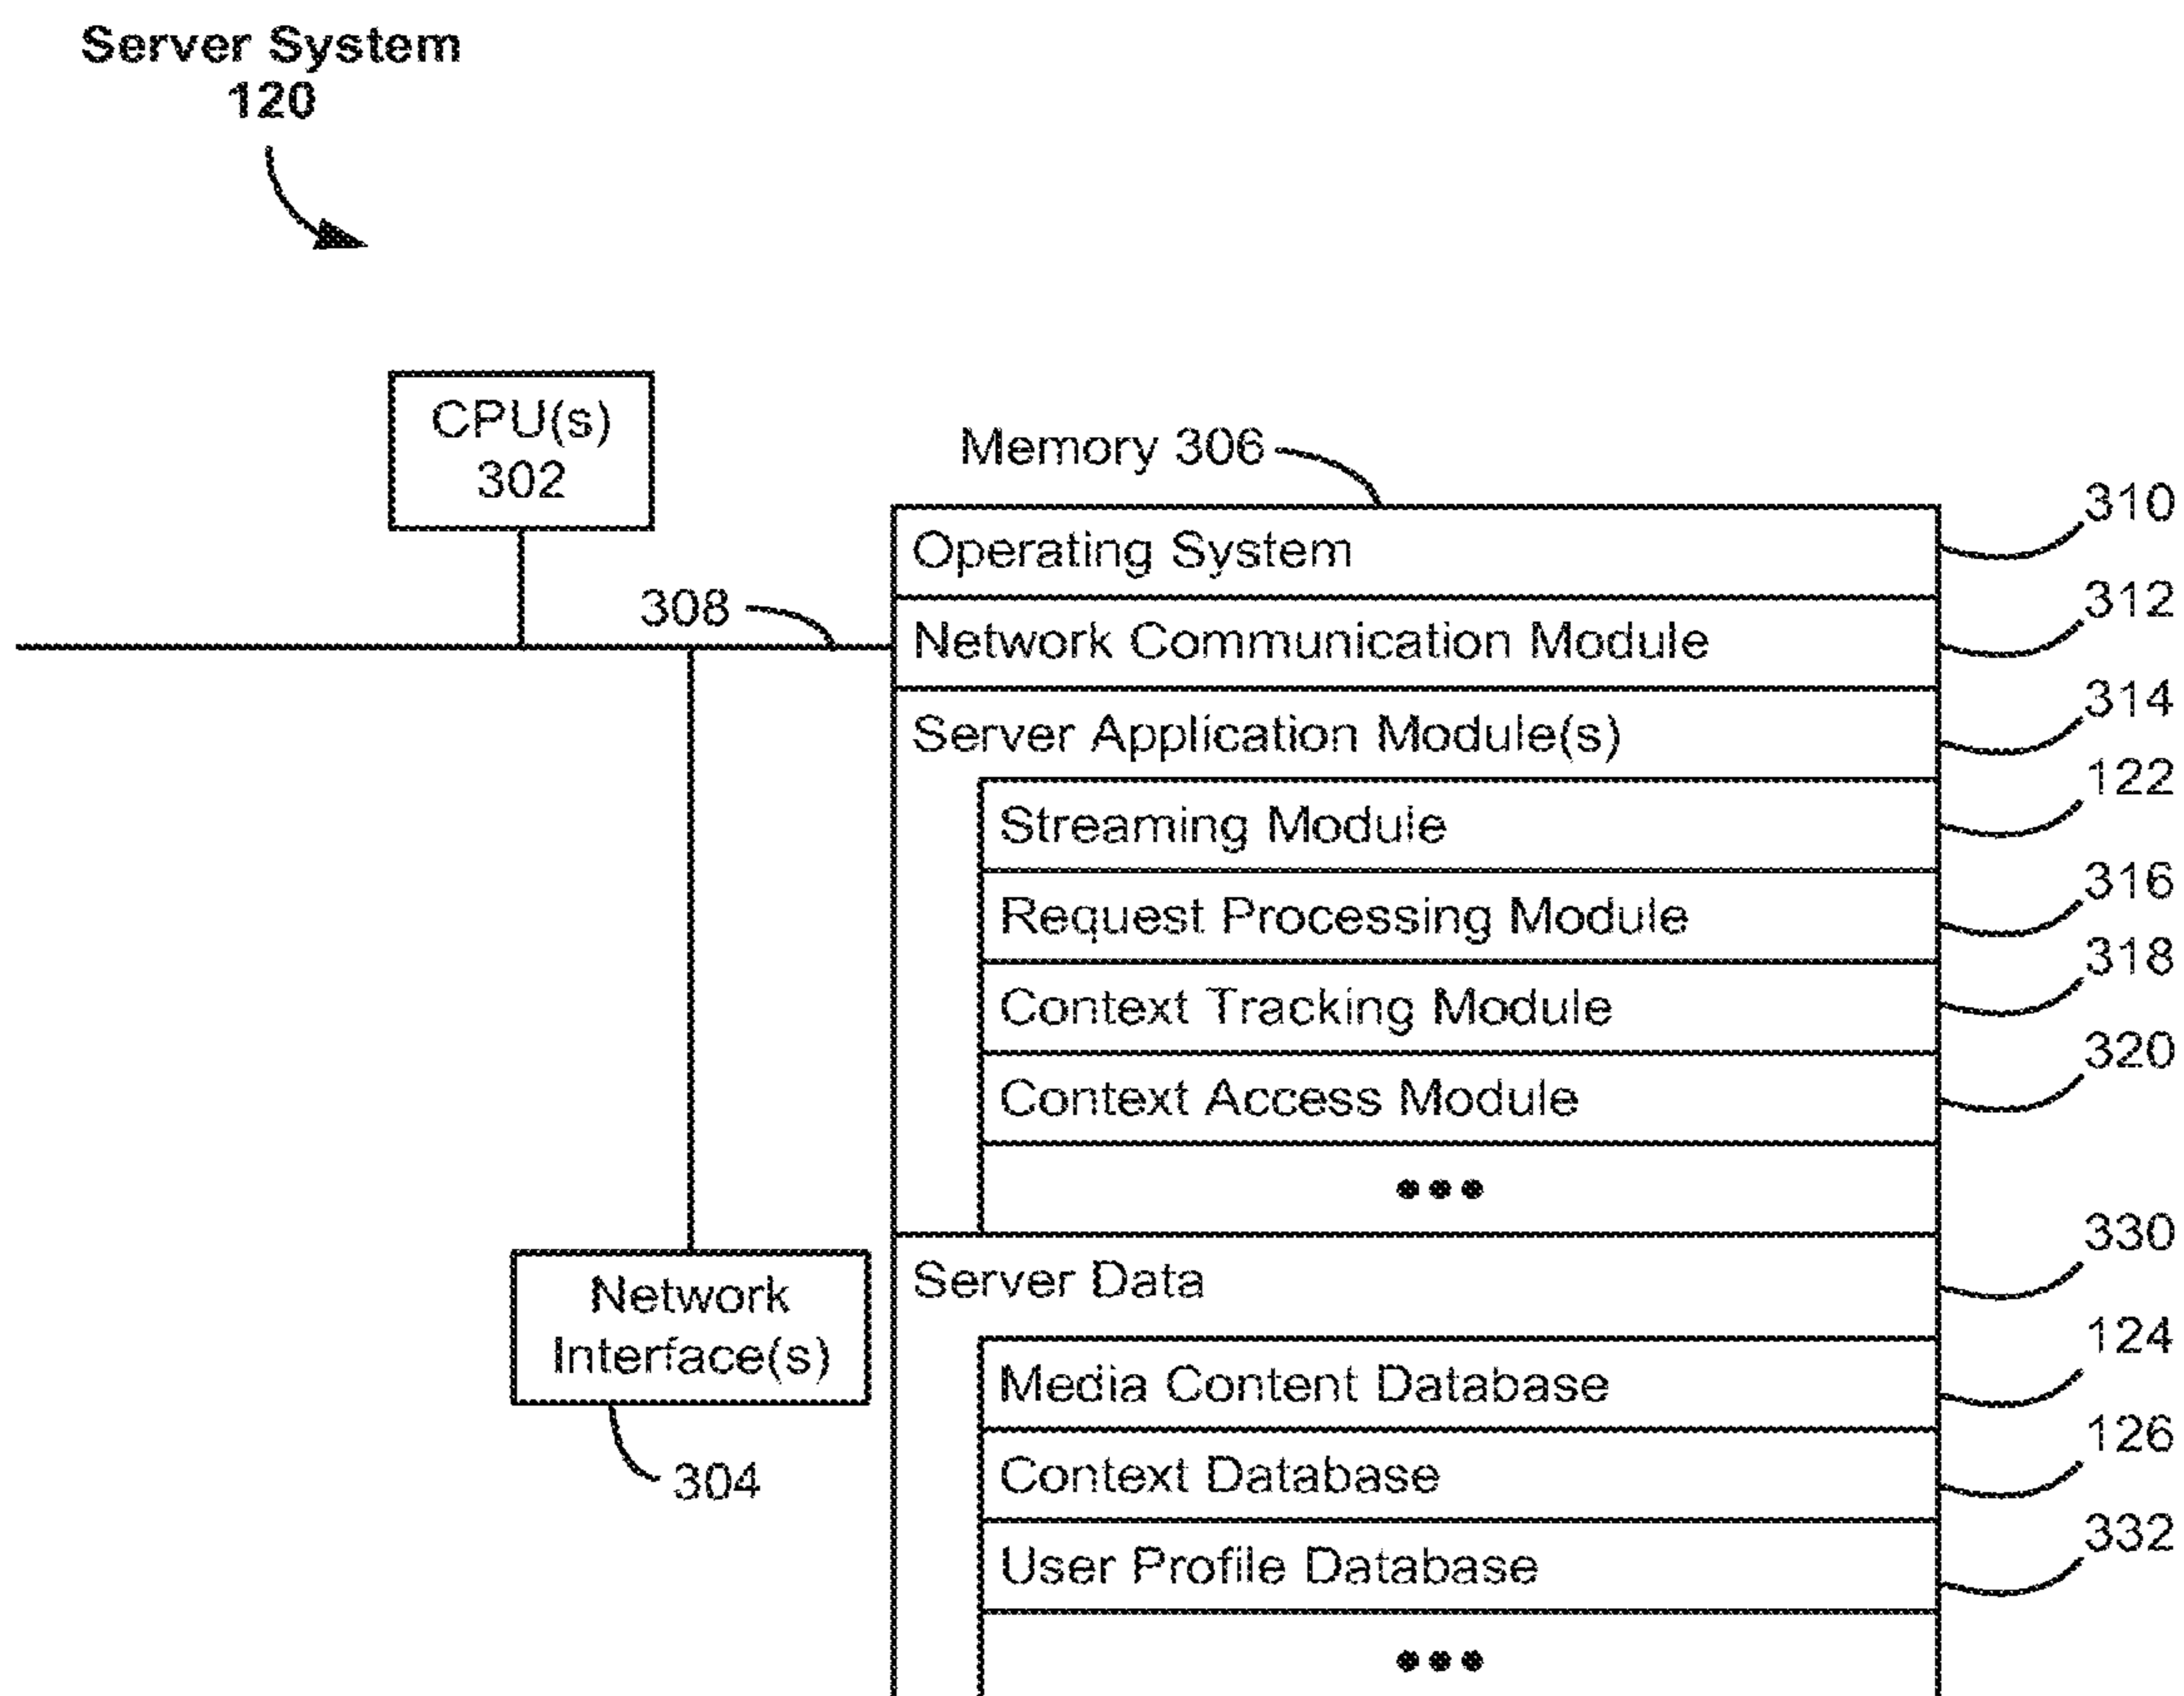 Server System
120
CPU(s)
302
Memory 306
308
Operating System
310
Network Communication Module
312
Server Application Module(s)
314
Streaming Module
122
Request Processing Module
316
Context Tracking Module
318
Context Access Module
320
•••
Server Data
330
Network
Interface(s)
304
Media Content Database
124
Context Database
126
User Profile Database
332
•••